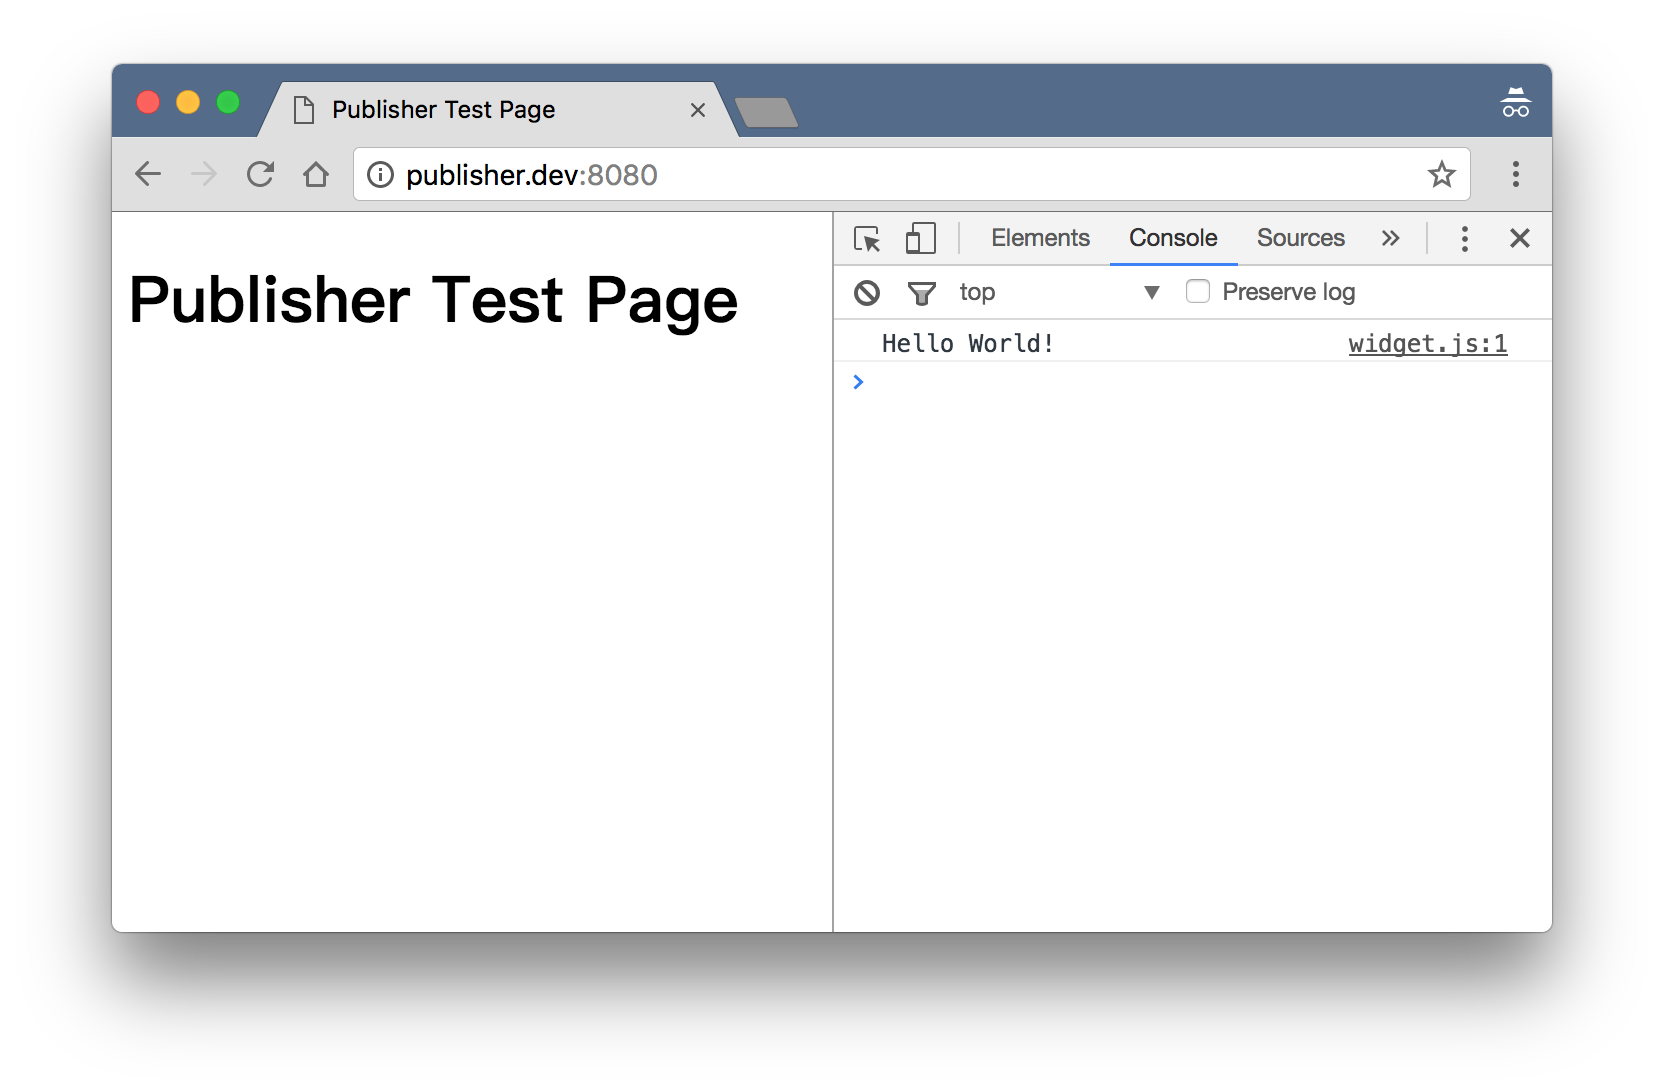 Publisher Test Page
publisher.dev:8080
Elements Console Sources
top Preserve log
Publisher Test Page
Hello World! widget.js:1